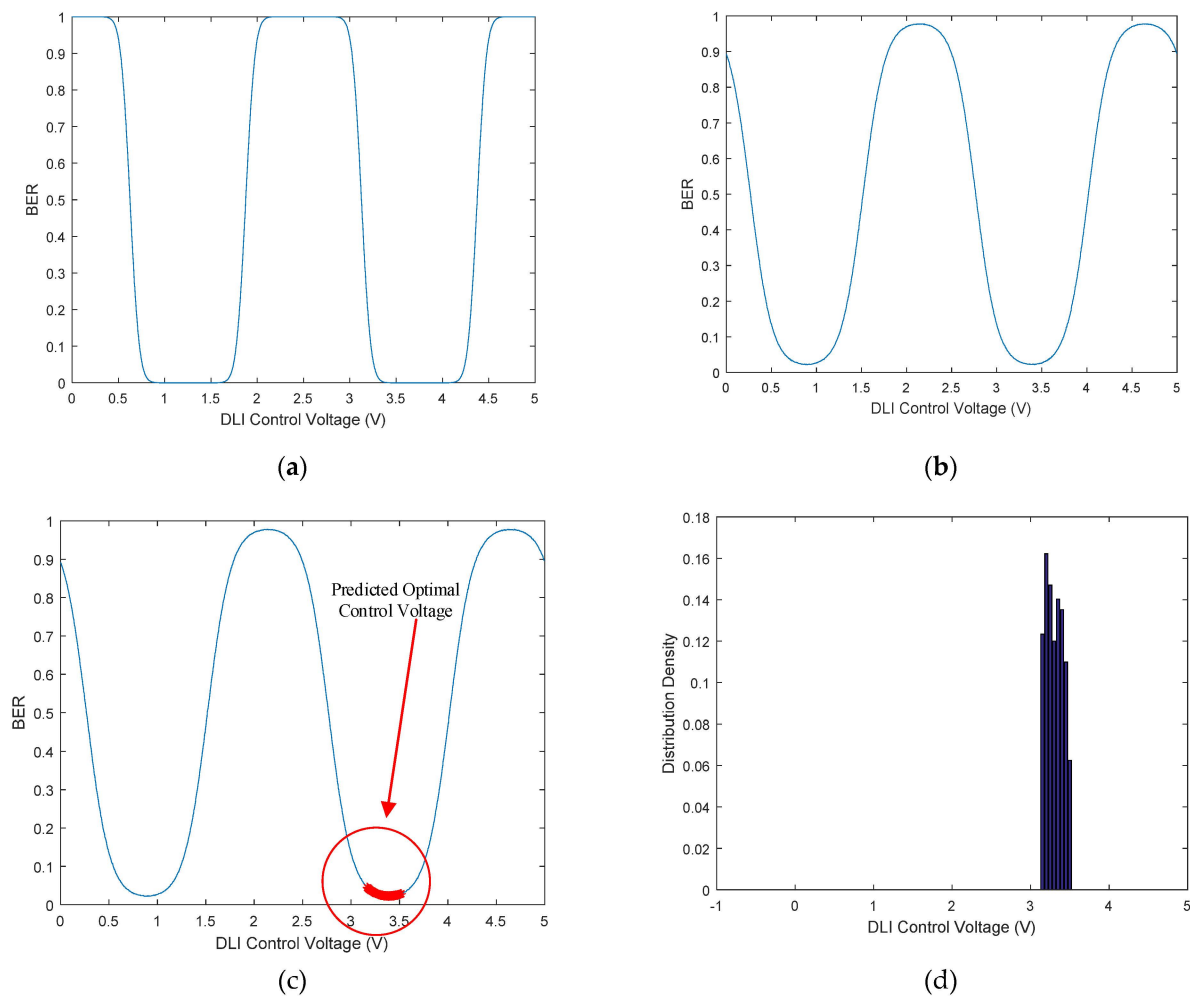 1
0.9
0.8
0.7
0.6
0.5
0.4
0.3
0.2
0.1
0
BER
0 0.5 1 1.5 2 2.5 3 3.5 4 4.5 5
DLI Control Voltage (V)
(a)
1
0.9
0.8
0.7
0.6
0.5
0.4
0.3
0.2
0.1
0
BER
0 0.5 1 1.5 2 2.5 3 3.5 4 4.5 5
DLI Control Voltage (V)
(b)
1
0.9
0.8
0.7
0.6
0.5
0.4
0.3
0.2
0.1
0
BER
Predicted Optimal
Control Voltage
0 0.5 1 1.5 2 2.5 3 3.5 4 4.5 5
DLI Control Voltage (V)
(c)
0.18
0.16
0.14
0.12
0.1
0.08
0.06
0.04
0.02
0
Distribution Density
-1 0 1 2 3 4 5
DLI Control Voltage (V)
(d)